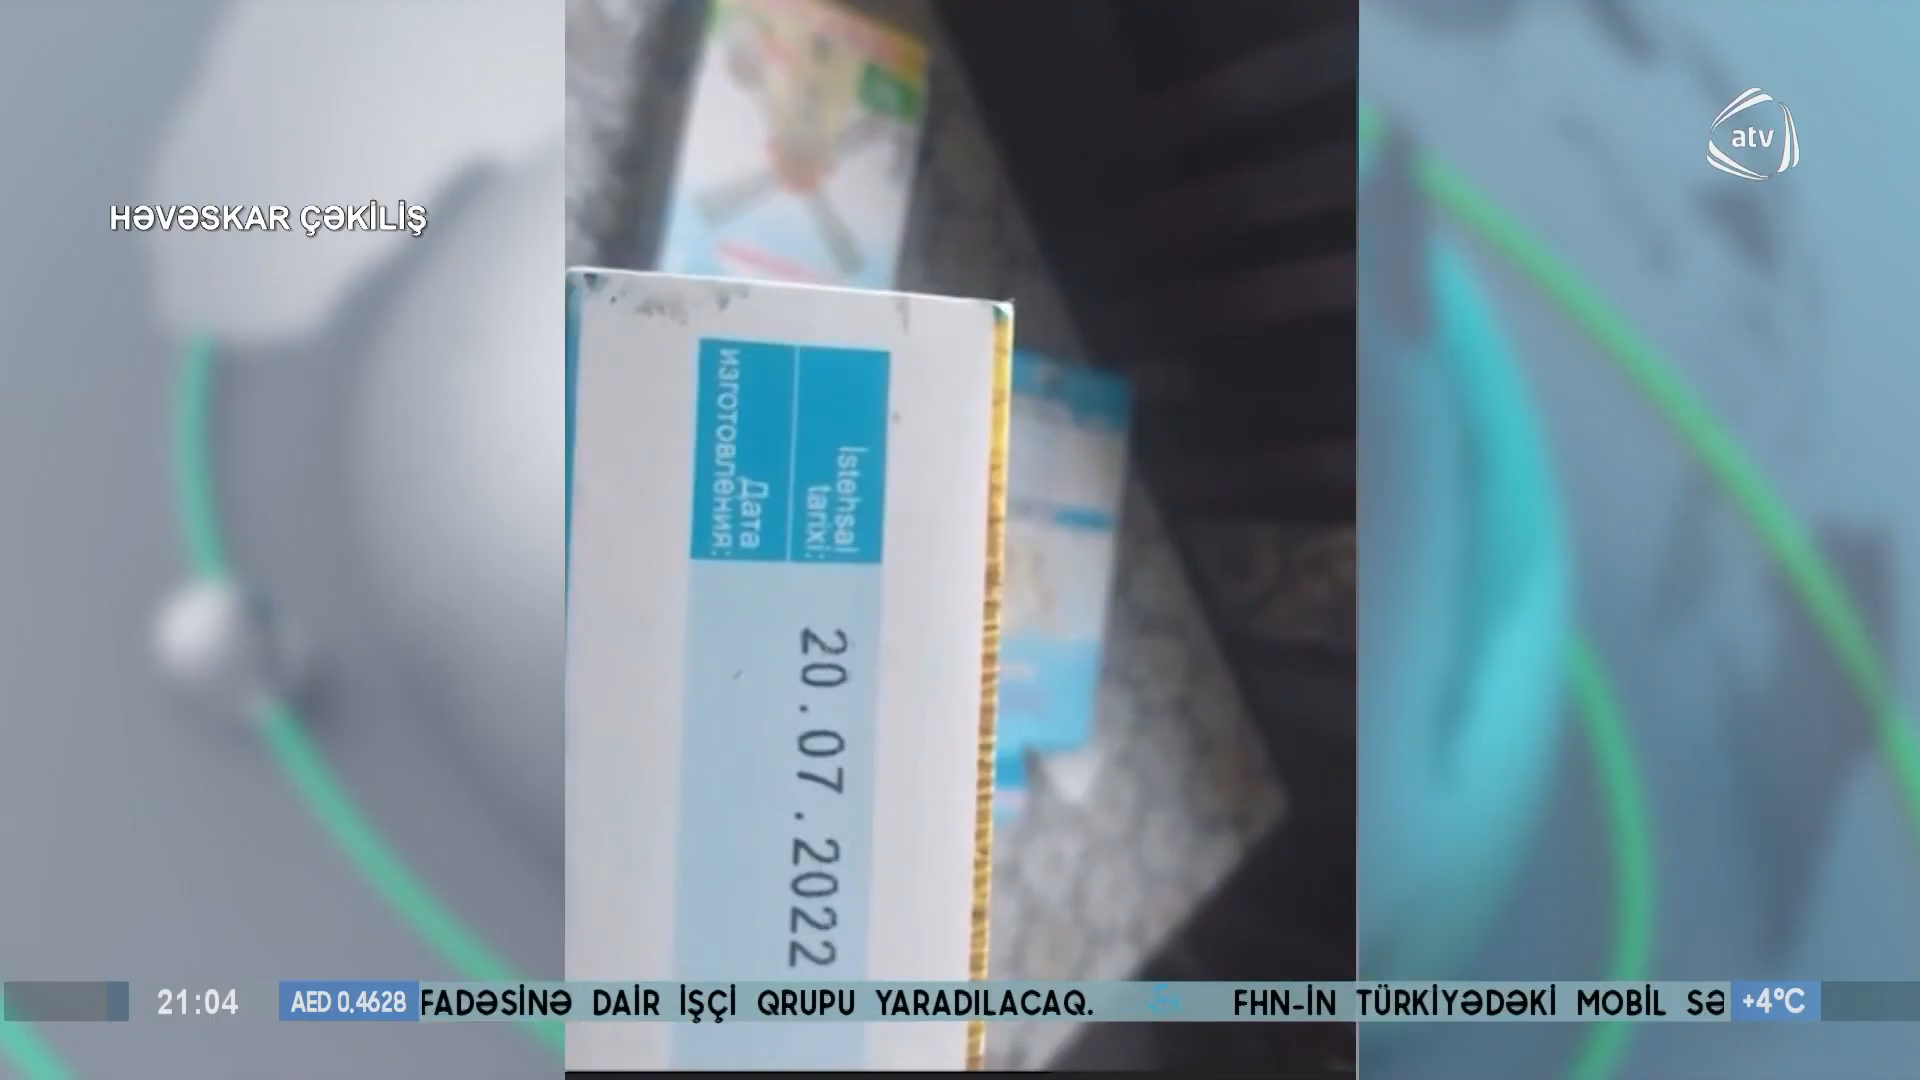 atv
HƏVƏSKAR ÇƏKİLİŞ
İstehsal
tarixi:
Дата
изготовления:
20.07.2022
21:04
AED 0.4628
FADƏSİNƏ DAİR İŞÇİ QRUPU YARADILACAQ.
FHN-İN TÜRKİYƏDƏKİ MOBİL SƏ
+4°C